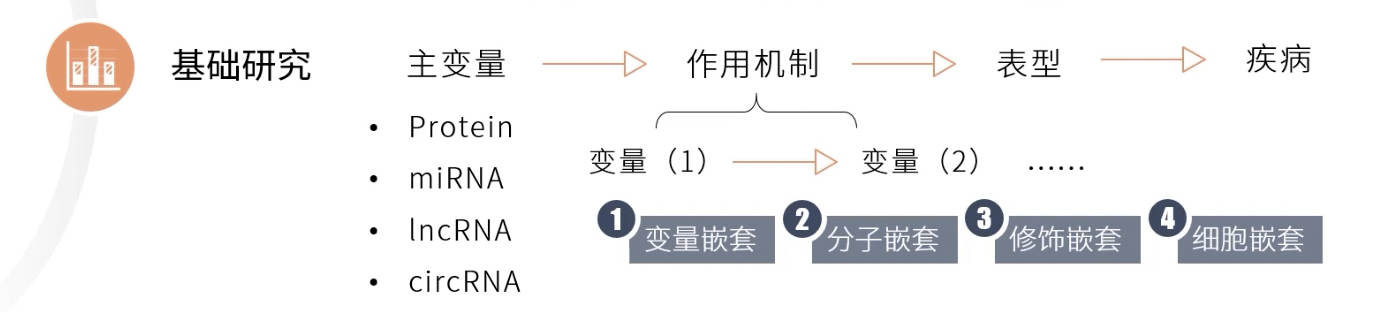 基础研究 主变量 作用机制 表型 疾病
• Protein
变量（1） 变量（2） ……
• miRNA
• lncRNA
1 变量嵌套 2 分子嵌套 3 修饰嵌套 4 细胞嵌套
• circRNA